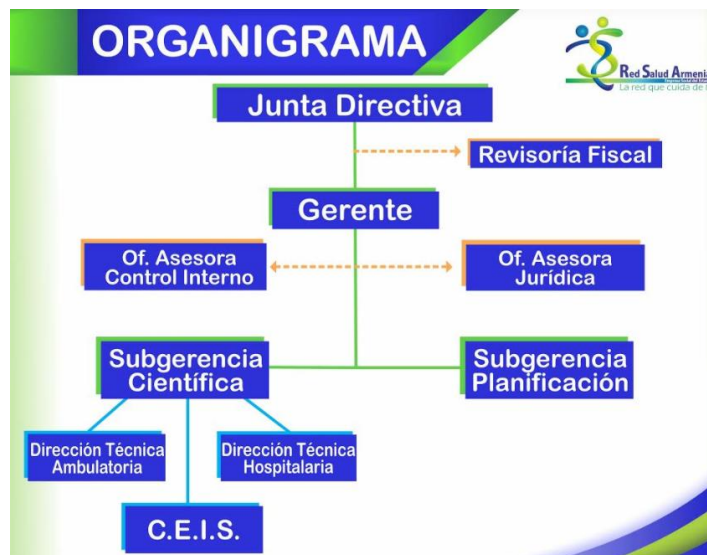 ORGANIGRAMA
Red Salud Armenia
La red que cuida de
Junta Directiva
Revisoría Fiscal
Gerente
Of. Asesora
Control Interno
Of. Asesora
Jurídica
Subgerencia
Científica
Subgerencia
Planificación
Dirección Técnica
Ambulatoria
Dirección Técnica
Hospitalaria
C.E.I.S.